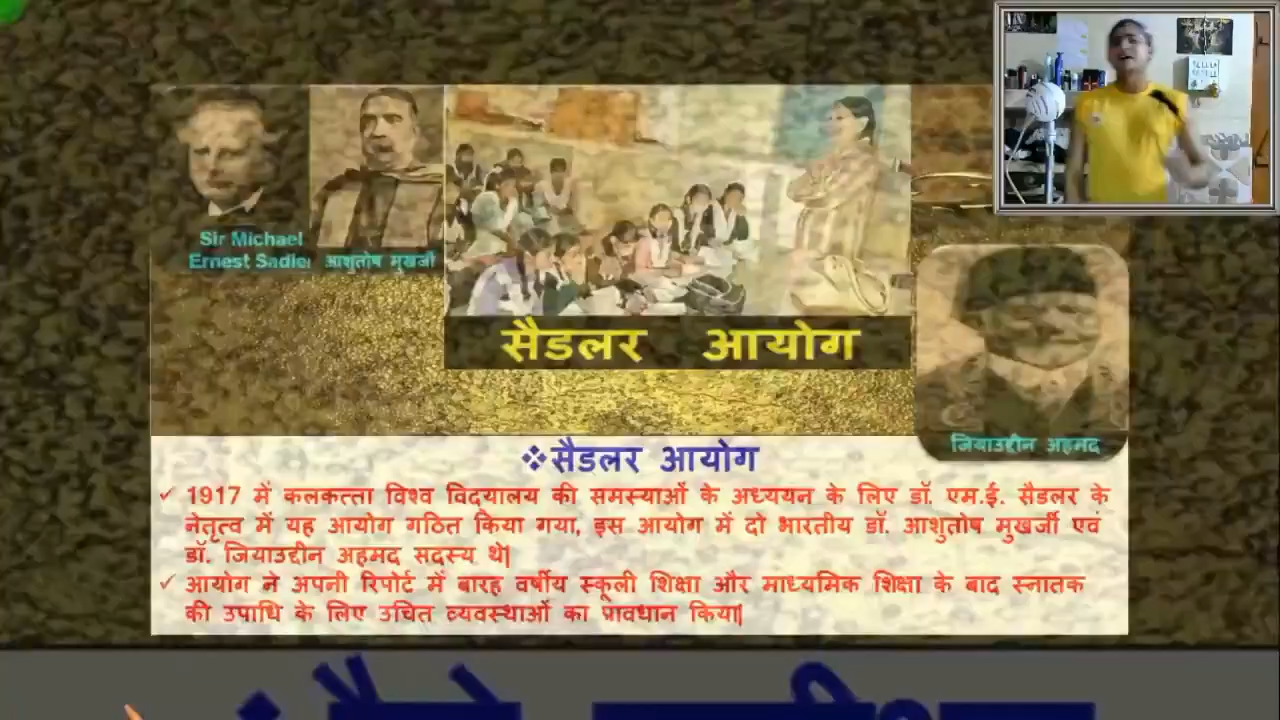 Sir Michael
Ernest Sadler
आशुतोष मुखर्जी
सैडलर आयोग
जियाउद्दीन अहमद
❖सैडलर आयोग
✓ 1917 में कलकत्ता विश्व विद्यालय की समस्याओं के अध्ययन के लिए डॉ. एम.ई. सैडलर के
नेतृत्व में यह आयोग गठित किया गया, इस आयोग में दो भारतीय डॉ. आशुतोष मुखर्जी एवं
डॉ. जियाउद्दीन अहमद सदस्य थे|
✓ आयोग ने अपनी रिपोर्ट में बारह वर्षीय स्कूली शिक्षा और माध्यमिक शिक्षा के बाद स्नातक
की उपाधि के लिए उचित व्यवस्थाओं का प्रावधान किया|